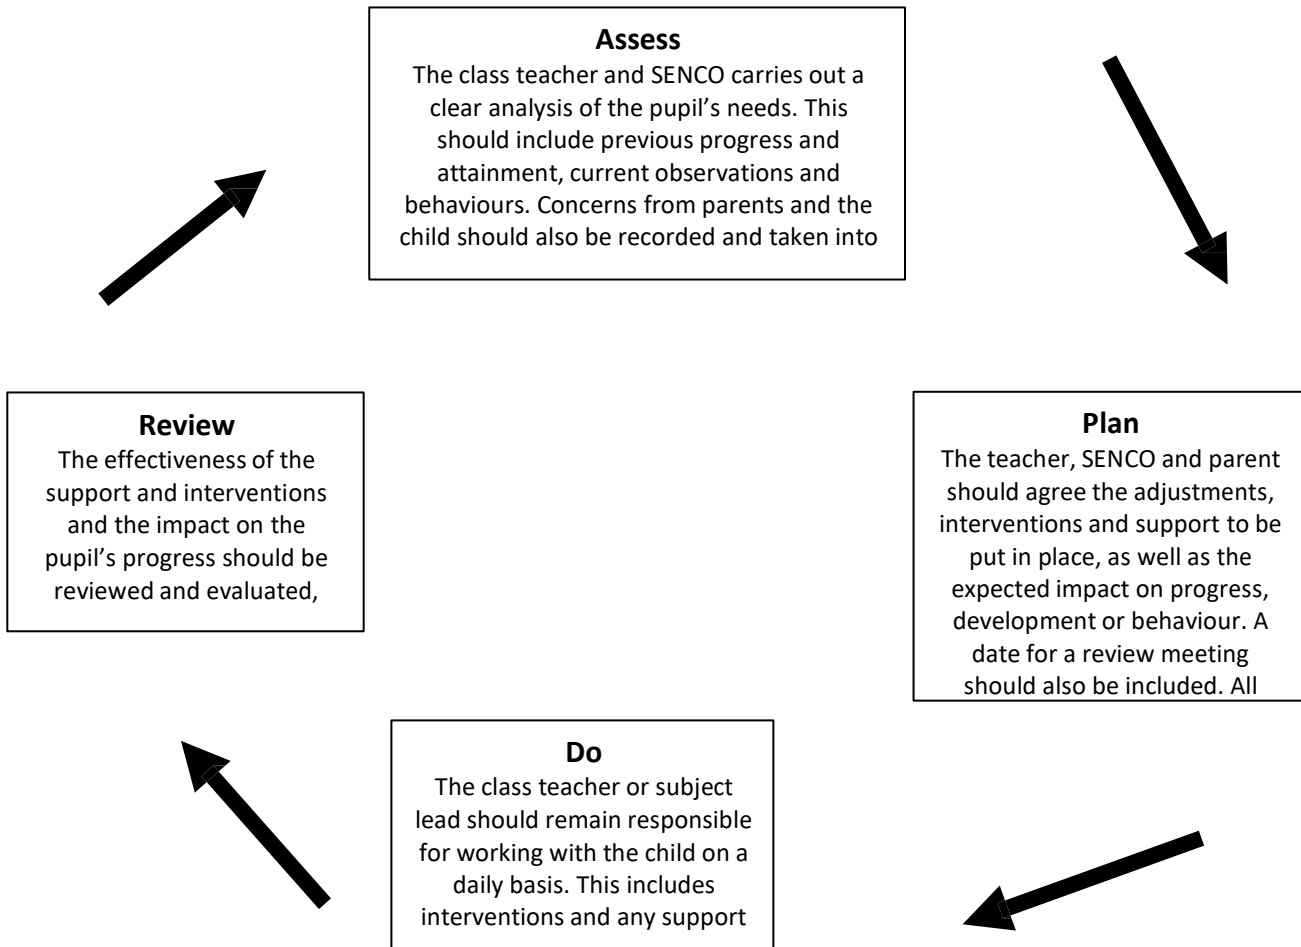 Assess
The class teacher and SENCO carries out a
clear analysis of the pupil’s needs. This
should include previous progress and
attainment, current observations and
behaviours. Concerns from parents and the
child should also be recorded and taken into
Plan
The teacher, SENCO and parent
should agree the adjustments,
interventions and support to be
put in place, as well as the
expected impact on progress,
development or behaviour. A
date for a review meeting
should also be included. All
Do
The class teacher or subject
lead should remain responsible
for working with the child on a
daily basis. This includes
interventions and any support
Review
The effectiveness of the
support and interventions
and the impact on the
pupil’s progress should be
reviewed and evaluated,